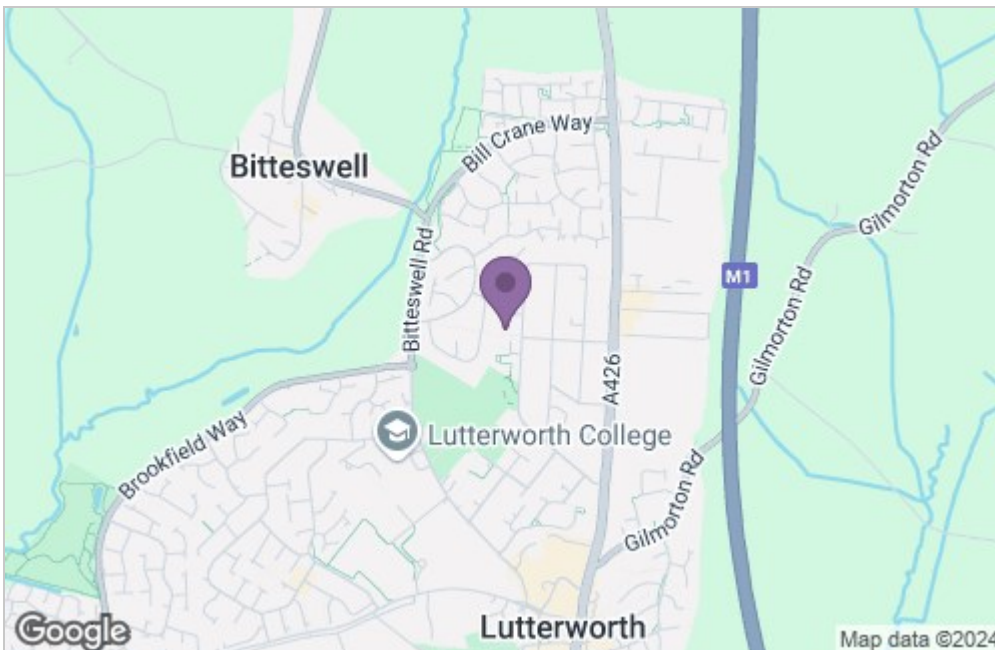 Bitteswell
Bill Crane Way
Gilmorton Rd
Bitteswell Rd
M1
Gilmorton Rd
A426
Lutterworth College
Brookfield Way
Gilmorton Rd
Lutterworth
Google
Map data ©2024